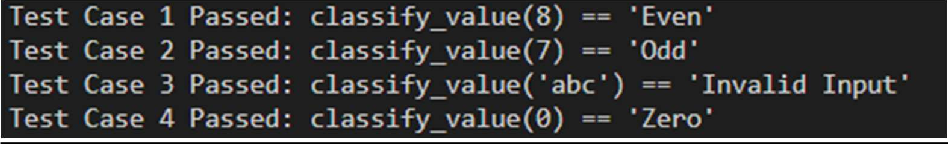 Test Case 1 Passed: classify_value(8) == 'Even'
Test Case 2 Passed: classify_value(7) == 'Odd'
Test Case 3 Passed: classify_value('abc') == 'Invalid Input'
Test Case 4 Passed: classify_value(0) == 'Zero'